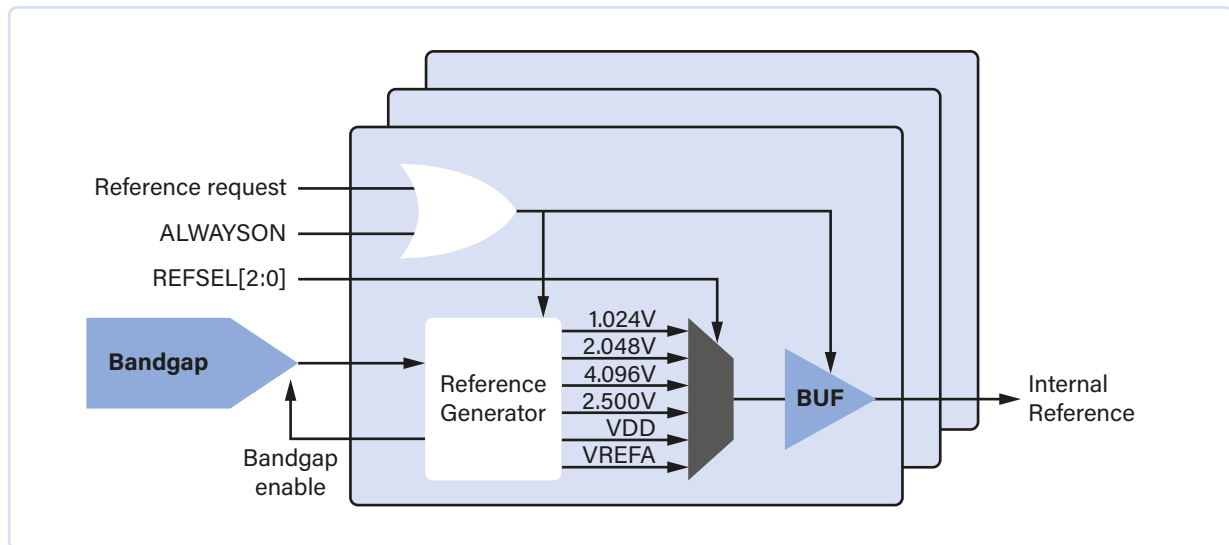 Reference request
ALWAYSON
REFSEL[2:0]
Bandgap
Reference
Generator
1.024V
2.048V
4.096V
2.500V
VDD
VREFA
BUF
Internal
Reference
Bandgap
enable